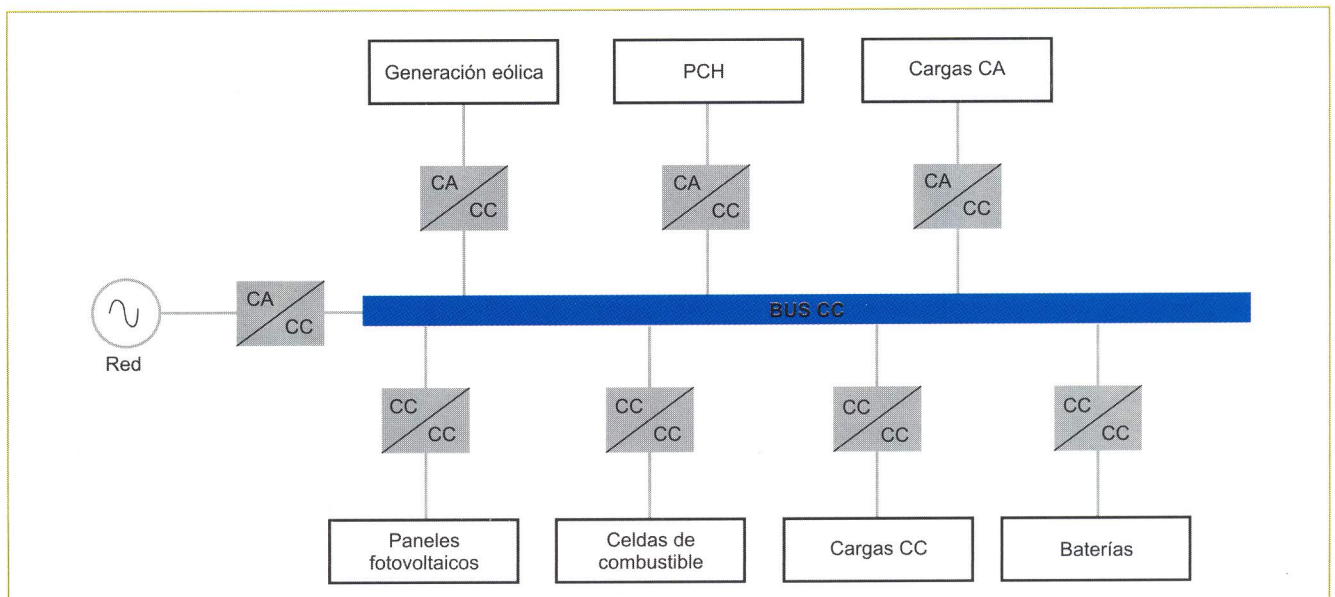 Generación eólica
PCH
Cargas CA
CA
CC
CA
CC
CA
CC
CA
CC
BUS CC
Red
CC
CC
CC
CC
CC
CC
CC
CC
Paneles
fotovoltaicos
Celdas de
combustible
Cargas CC
Baterías